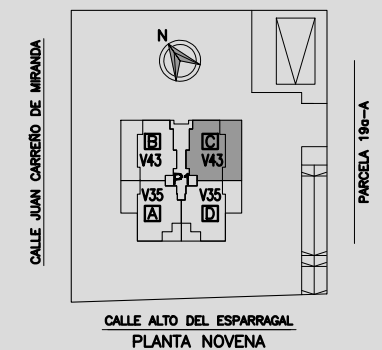 CALLE JUAN CARREÑO DE MIRANDA
N
B
C
V43
V43
P1
V35
V35
A
D
PARCELA 19a-A
CALLE ALTO DEL ESPARRAGAL
PLANTA NOVENA